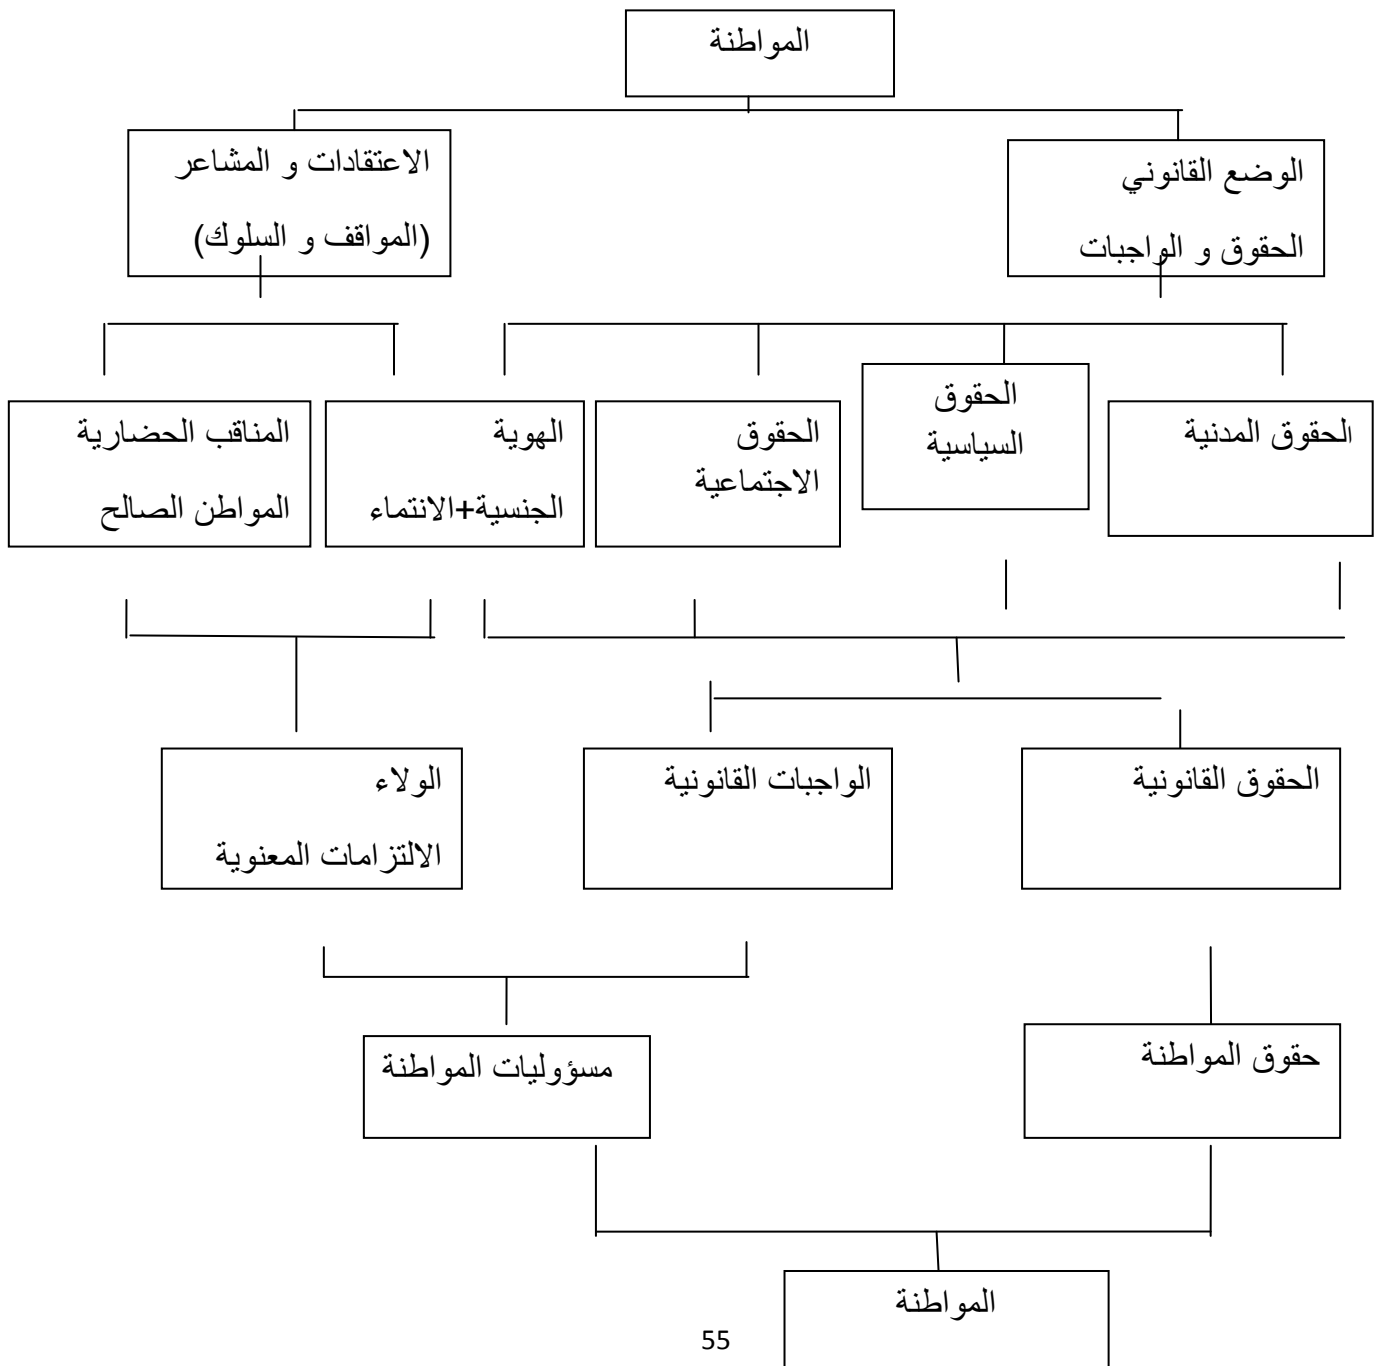 المواطنة
الوضع القانوني
الحقوق و الواجبات
الاعتقادات و المشاعر
(المواقف و السلوك)
الحقوق المدنية
الحقوق
السياسية
الحقوق
الاجتماعية
الهوية
الجنسية+الانتماء
المناقب الحضارية
المواطن الصالح
الحقوق القانونية
الواجبات القانونية
الولاء
الالتزامات المعنوية
حقوق المواطنة
مسؤوليات المواطنة
المواطنة
55